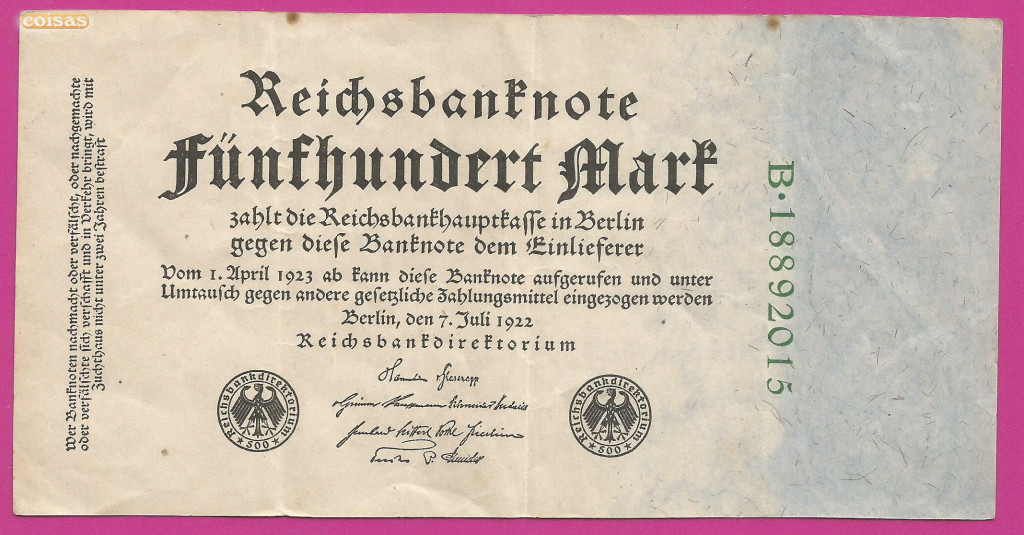 coisas
Reichsbanknote
Fünfhundert Mark
zahlt die Reichsbankhauptkasse in Berlin
gegen diese Banknote dem Einlieferer
Vom 1. April 1923 ab kann diese Banknote aufgerufen und unter
Umtausch gegen andere gesetzliche Zahlungsmittel eingezogen werden
Berlin, den 7. Juli 1922
Reichsbankdirektorium
Reichsbankdirektorium
500
Reichsbankdirektorium
500
Wer Banknoten nachmacht oder verfälscht, oder nachgemachte
oder verfälschte sich verschafft und in Verkehr bringt, wird mit
Zuchthaus nicht unter zwei Jahren bestraft
B·18892015